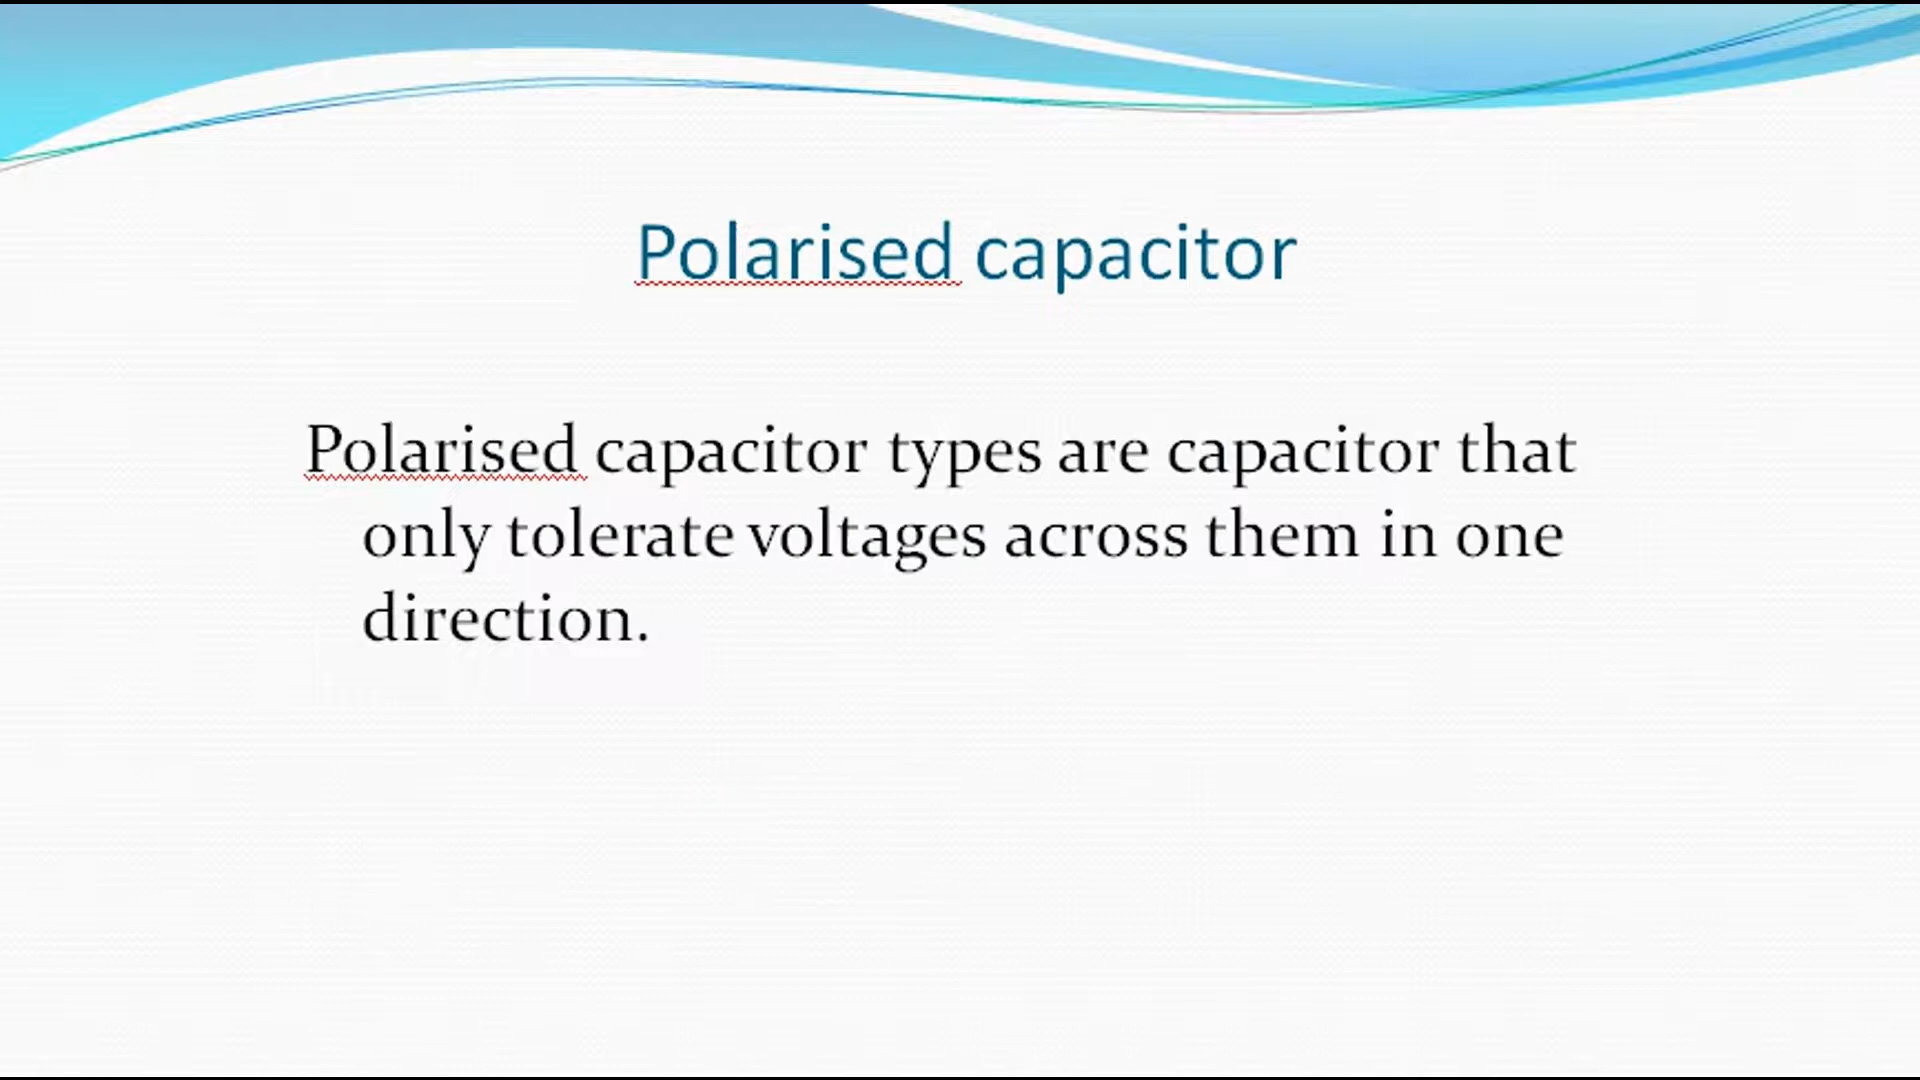 Polarised capacitor
Polarised capacitor types are capacitor that
only tolerate voltages across them in one
direction.